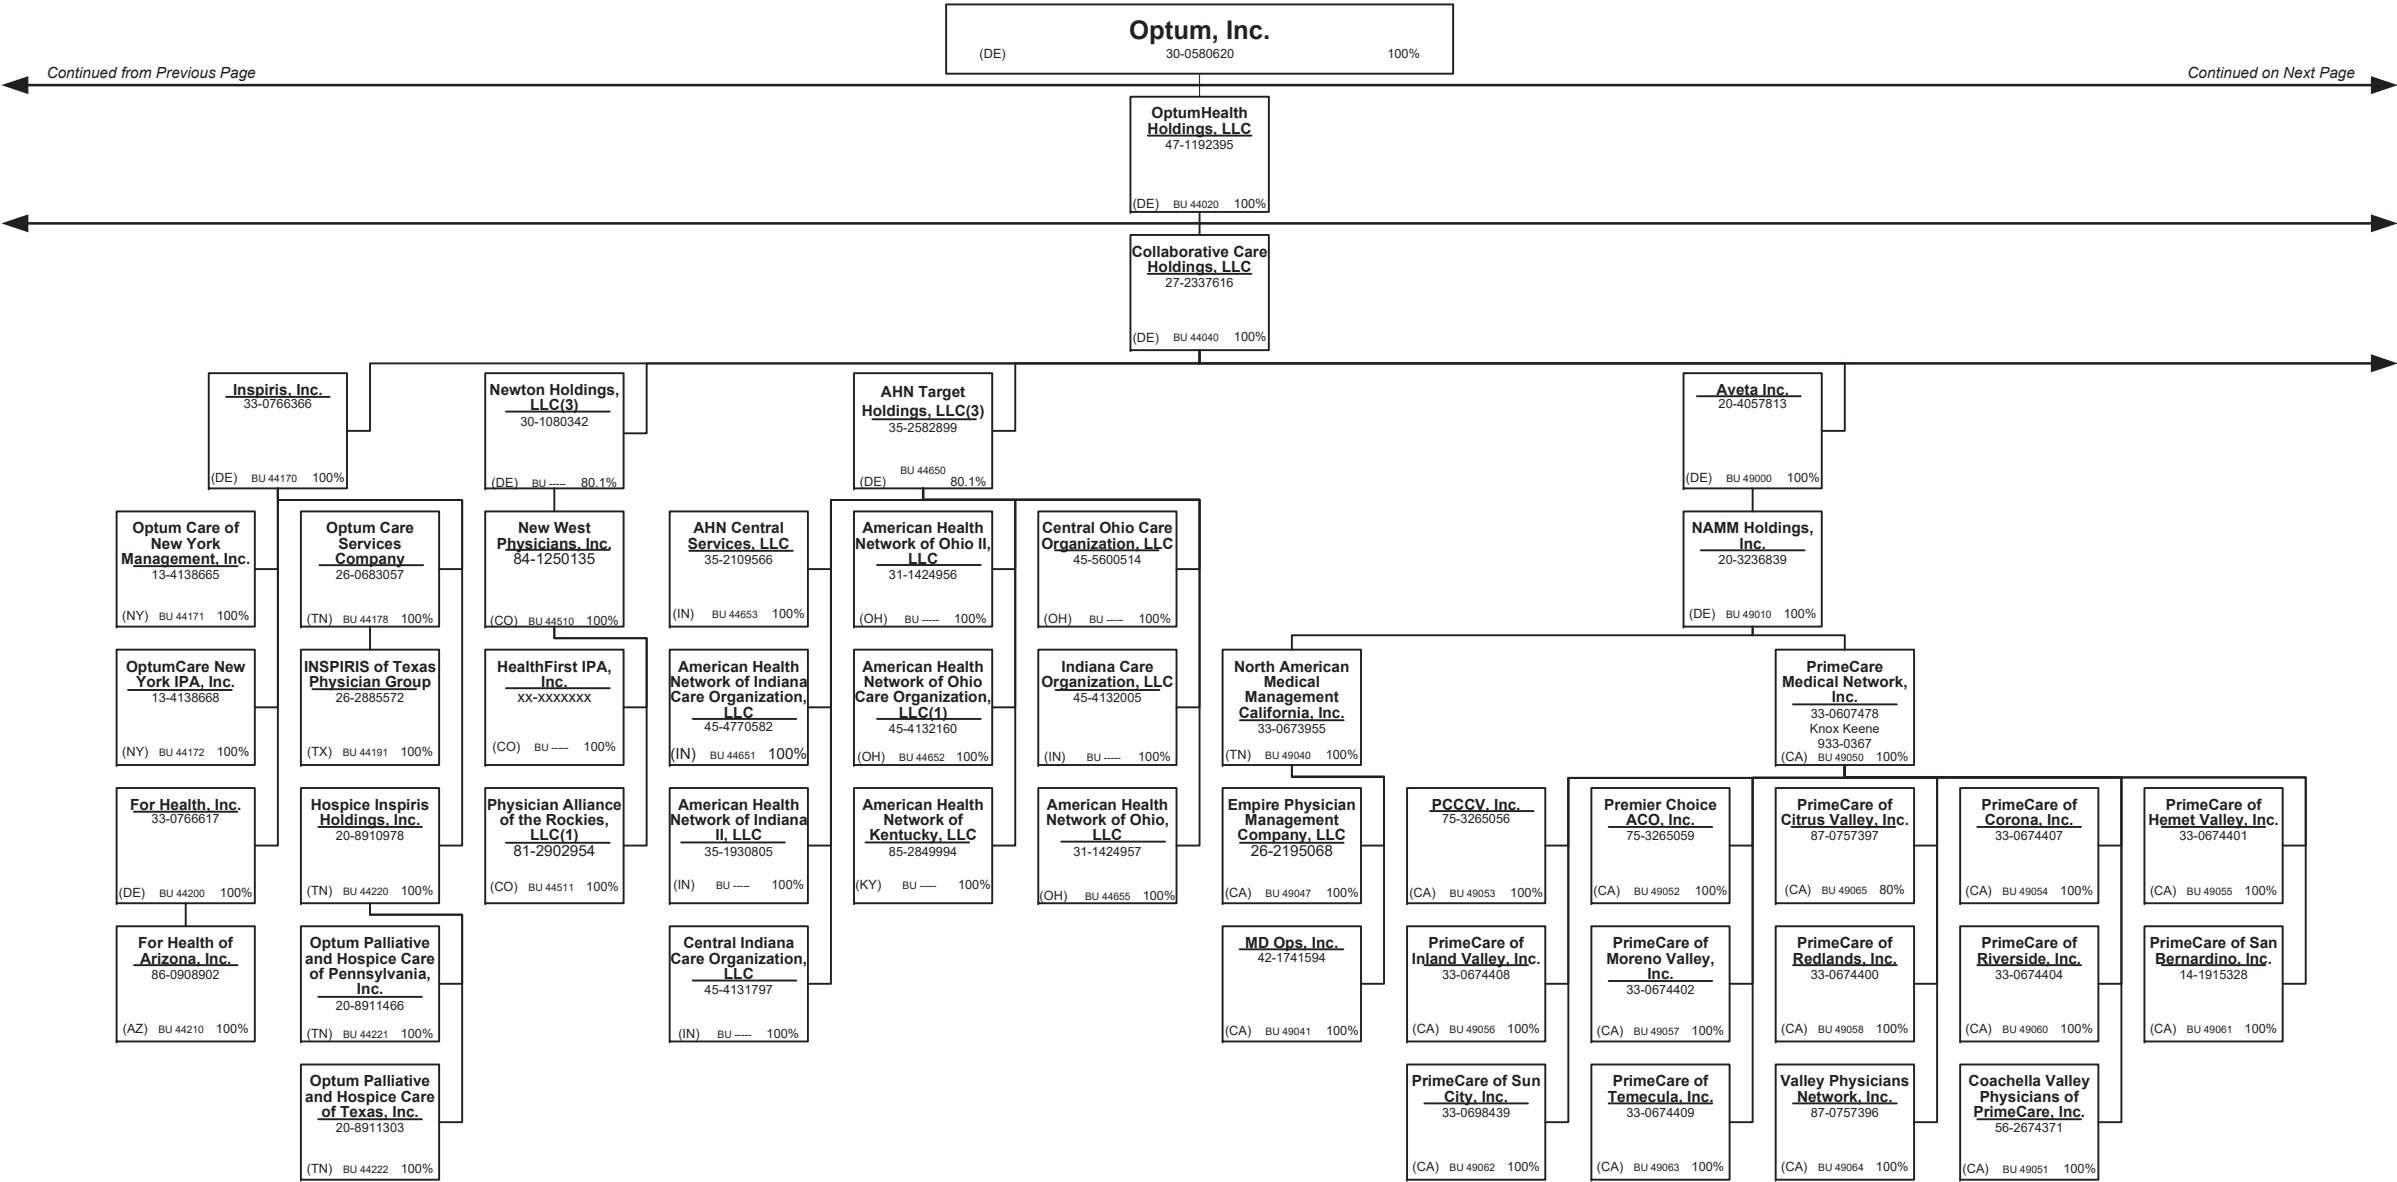 Optum, Inc.
(DE) 30-0580620 100%
Continued from Previous Page
Continued on Next Page
OptumHealth
Holdings, LLC
47-1192395
(DE) BU 44020 100%
Collaborative Care
Holdings, LLC
27-2337616
(DE) BU 44040 100%
Inspiris, Inc.
33-0766366
(DE) BU 44170 100%
Newton Holdings,
LLC(3)
30-1080342
(DE) BU ----- 80.1%
AHN Target
Holdings, LLC(3)
35-2582899
BU 44650
(DE) 80.1%
Aveta Inc.
20-4057813
(DE) BU 49000 100%
Optum Care of
New York
Management, Inc.
13-4138665
(NY) BU 44171 100%
Optum Care
Services
Company
26-0683057
(TN) BU 44178 100%
New West
Physicians, Inc.
84-1250135
(CO) BU 44510 100%
AHN Central
Services, LLC
35-2109566
(IN) BU 44653 100%
American Health
Network of Ohio II,
LLC
31-1424956
(OH) BU ----- 100%
Central Ohio Care
Organization, LLC
45-5600514
(OH) BU ----- 100%
NAMM Holdings,
Inc.
20-3236839
(DE) BU 49010 100%
OptumCare New
York IPA, Inc.
13-4138668
(NY) BU 44172 100%
INSPIRIS of Texas
Physician Group
26-2885572
(TX) BU 44191 100%
HealthFirst IPA,
Inc.
xx-xxxxxxx
(CO) BU ----- 100%
American Health
Network of Indiana
Care Organization,
LLC
45-4770582
(IN) BU 44651 100%
American Health
Network of Ohio
Care Organization,
LLC(1)
45-4132160
(OH) BU 44652 100%
Indiana Care
Organization, LLC
45-4132005
(IN) BU ----- 100%
North American
Medical
Management
California, Inc.
33-0673955
(TN) BU 49040 100%
PrimeCare
Medical Network,
Inc.
33-0607478
Knox Keene
933-0367
(CA) BU 49050 100%
For Health, Inc.
33-0766617
(DE) BU 44200 100%
Hospice Inspiris
Holdings, Inc.
20-8910978
(TN) BU 44220 100%
Physician Alliance
of the Rockies,
LLC(1)
81-2902954
(CO) BU 44511 100%
American Health
Network of Indiana
II, LLC
35-1930805
(IN) BU ----- 100%
American Health
Network of
Kentucky, LLC
85-2849994
(KY) BU ----- 100%
American Health
Network of Ohio,
LLC
31-1424957
(OH) BU 44655 100%
Empire Physician
Management
Company, LLC
26-2195068
(CA) BU 49047 100%
PCCCV, Inc.
75-3265056
(CA) BU 49053 100%
Premier Choice
ACO, Inc.
75-3265059
(CA) BU 49052 100%
PrimeCare of
Citrus Valley, Inc.
87-0757397
(CA) BU 49065 80%
PrimeCare of
Corona, Inc.
33-0674407
(CA) BU 49054 100%
PrimeCare of
Hemet Valley, Inc.
33-0674401
(CA) BU 49055 100%
For Health of
Arizona, Inc.
86-0908902
(AZ) BU 44210 100%
Optum Palliative
and Hospice Care
of Pennsylvania,
Inc.
20-8911466
(TN) BU 44221 100%
Central Indiana
Care Organization,
LLC
45-4131797
(IN) BU ----- 100%
MD Ops, Inc.
42-1741594
(CA) BU 49041 100%
PrimeCare of
Inland Valley, Inc.
33-0674408
(CA) BU 49056 100%
PrimeCare of
Moreno Valley,
Inc.
33-0674402
(CA) BU 49057 100%
PrimeCare of
Redlands, Inc.
33-0674400
(CA) BU 49058 100%
PrimeCare of
Riverside, Inc.
33-0674404
(CA) BU 49060 100%
PrimeCare of San
Bernardino, Inc.
14-1915328
(CA) BU 49061 100%
Optum Palliative
and Hospice Care
of Texas, Inc.
20-8911303
(TN) BU 44222 100%
PrimeCare of Sun
City, Inc.
33-0698439
(CA) BU 49062 100%
PrimeCare of
Temecula, Inc.
33-0674409
(CA) BU 49063 100%
Valley Physicians
Network, Inc.
87-0757396
(CA) BU 49064 100%
Coachella Valley
Physicians of
PrimeCare, Inc.
56-2674371
(CA) BU 49051 100%